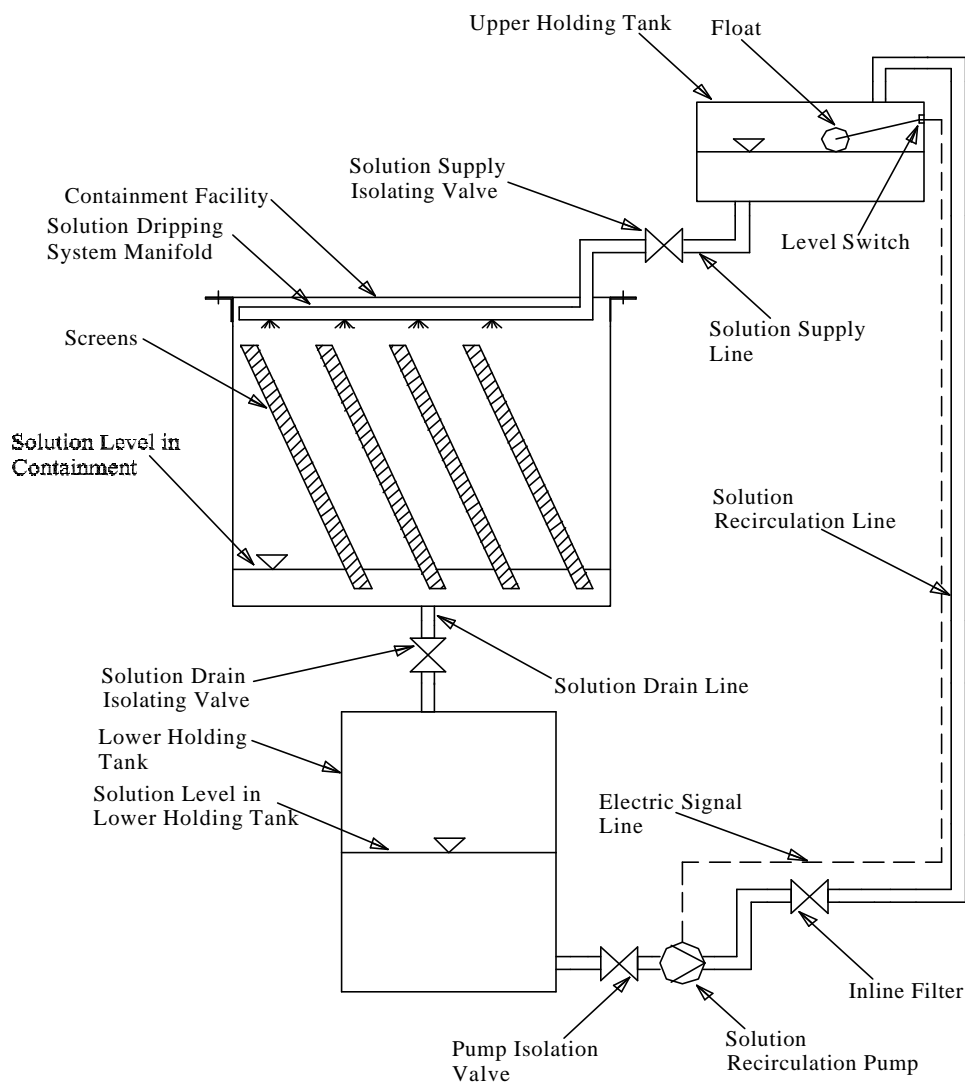 Upper Holding Tank
Float
Solution Supply
Isolating Valve
Containment Facility
Solution Dripping
System Manifold
Level Switch
Screens
Solution Supply
Line
Solution Level in
Containment
Solution
Recirculation Line
Solution Drain
Isolating Valve
Solution Drain Line
Lower Holding
Tank
Solution Level in
Lower Holding Tank
Electric Signal
Line
Inline Filter
Pump Isolation
Valve
Solution
Recirculation Pump